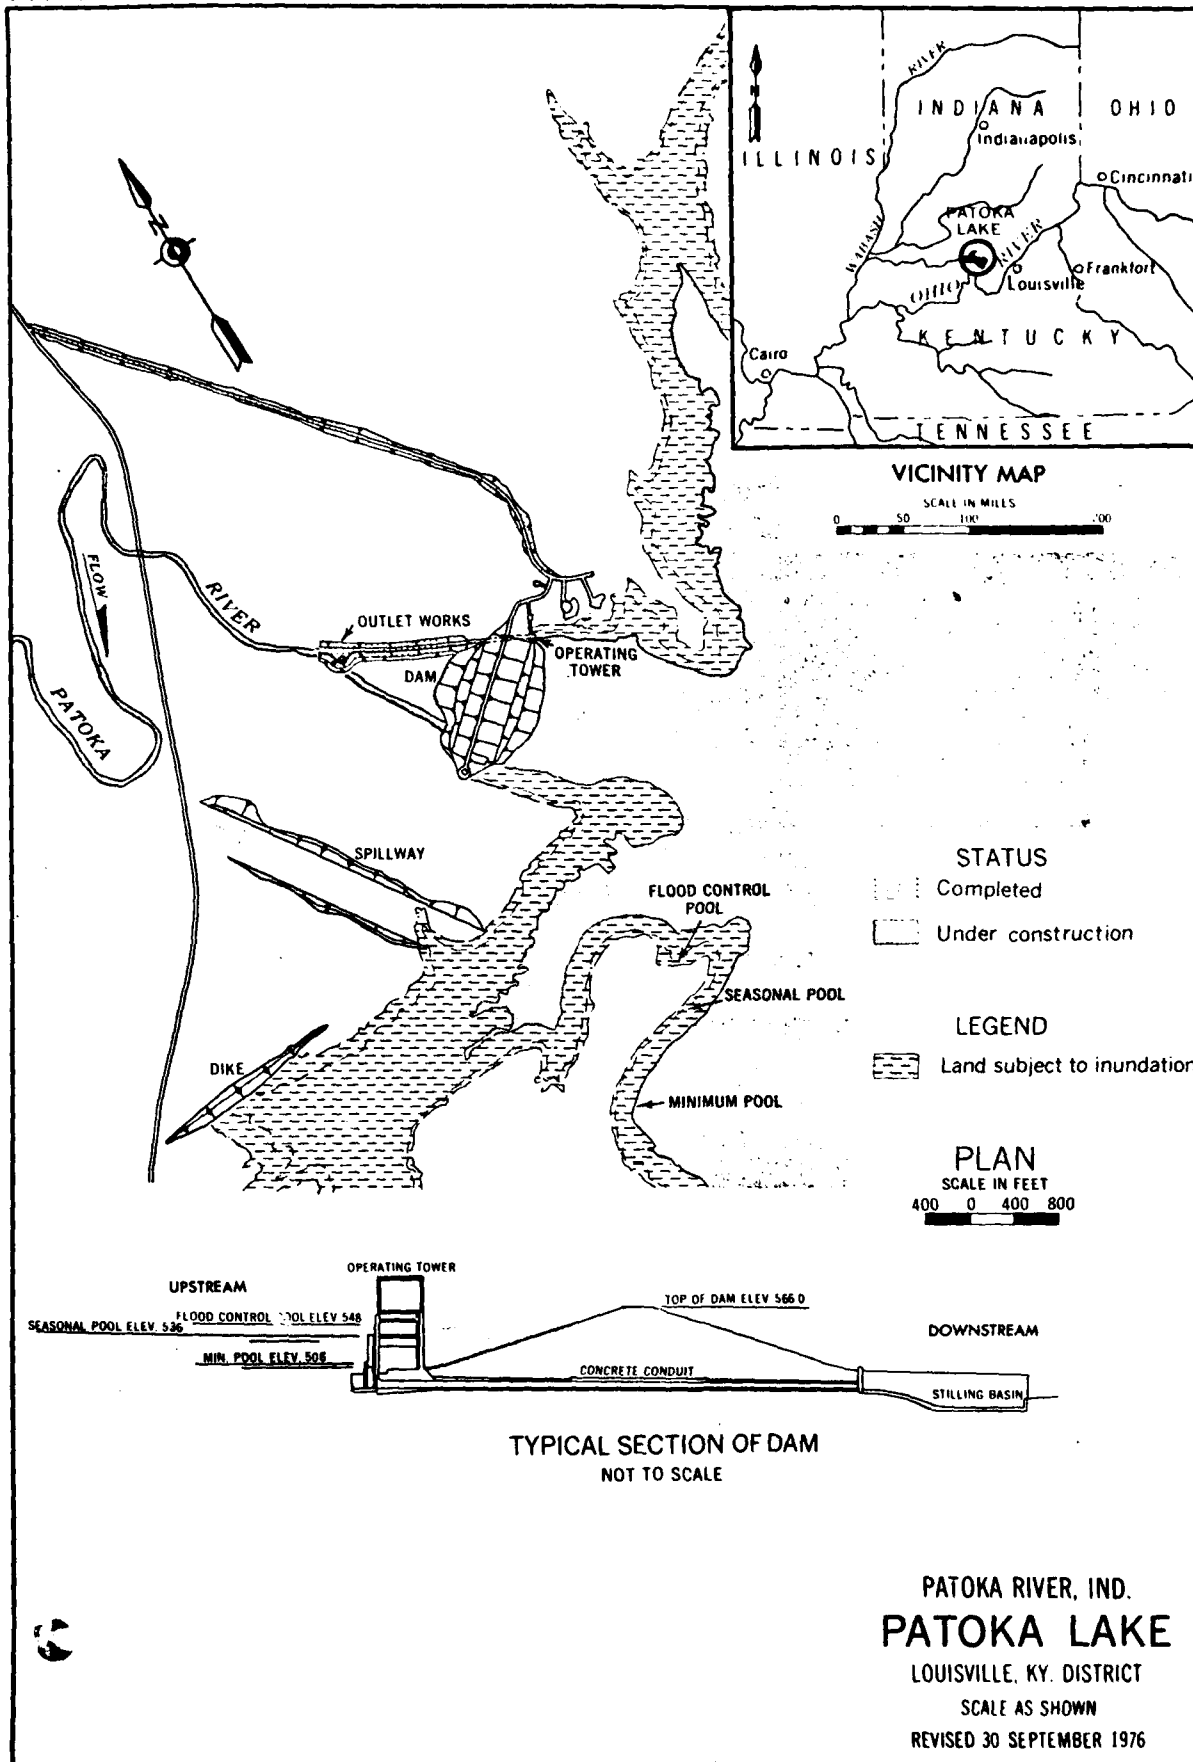 RIVER
INDIANA
OHIO
Indianapolis
ILLINOIS
Cincinnati
PATOKA
LAKE
WABASH
RIVER
OHIO
Louisville
Frankfort
KENTUCKY
Cairo
TENNESSEE
VICINITY MAP
SCALE IN MILES
0 50 100
N
N
FLOW
RIVER
PATOKA
OUTLET WORKS
OPERATING
TOWER
DAM
SPILLWAY
FLOOD CONTROL
POOL
SEASONAL POOL
DIKE
MINIMUM POOL
STATUS
Completed
Under construction
LEGEND
Land subject to inundation
PLAN
SCALE IN FEET
400 0 400 800
OPERATING TOWER
UPSTREAM
FLOOD CONTROL POOL ELEV 548
SEASONAL POOL ELEV. 536
MIN. POOL ELEV. 506
TOP OF DAM ELEV 566.0
DOWNSTREAM
CONCRETE CONDUIT
STILLING BASIN
TYPICAL SECTION OF DAM
NOT TO SCALE
PATOKA RIVER, IND.
PATOKA LAKE
LOUISVILLE, KY. DISTRICT
SCALE AS SHOWN
REVISED 30 SEPTEMBER 1976